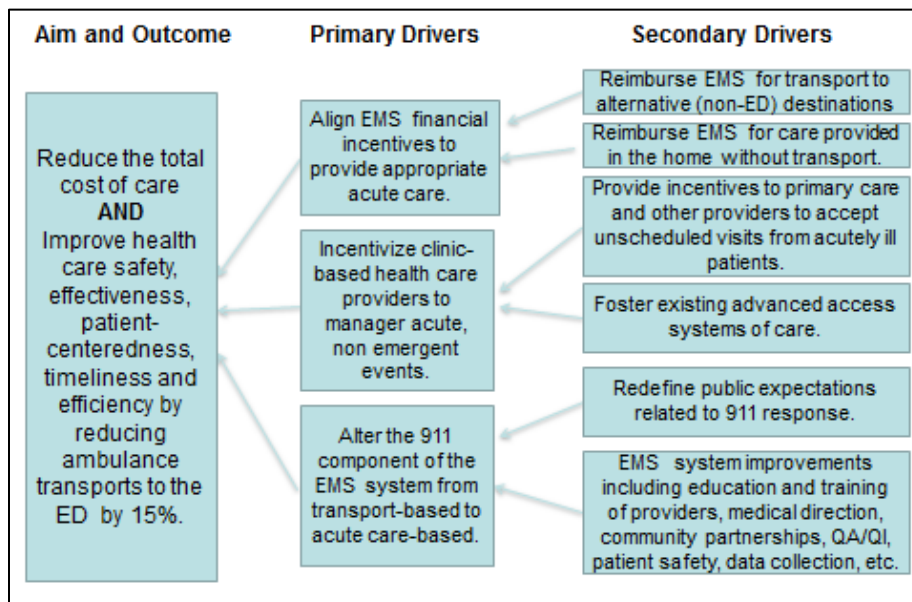 Aim and Outcome
Primary Drivers
Secondary Drivers
Reduce the total
cost of care
AND
Improve health
care safety,
effectiveness,
patient-
centeredness,
timeliness and
efficiency by
reducing
ambulance
transports to the
ED by 15%.
Align EMS financial
incentives to
provide appropriate
acute care.
Incentivize clinic-
based health care
providers to
manager acute,
non emergent
events.
Alter the 911
component of the
EMS system from
transport-based to
acute care-based.
Reimburse EMS for transport to
alternative (non-ED) destinations
Reimburse EMS for care provided
in the home without transport.
Provide incentives to primary care
and other providers to accept
unscheduled visits from acutely ill
patients.
Foster existing advanced access
systems of care.
Redefine public expectations
related to 911 response.
EMS system improvements
including education and training
of providers, medical direction,
community partnerships, QA/QI,
patient safety, data collection, etc.